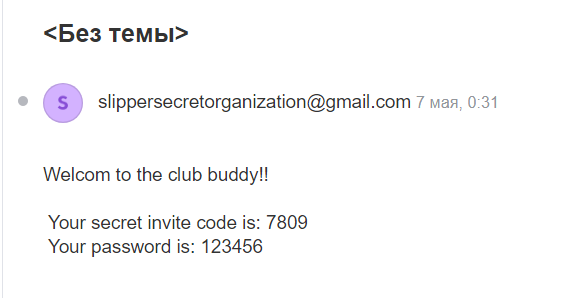 <Без темы>
S
slippersecretorganization@gmail.com 7 мая, 0:31
Welcom to the club buddy!!
Your secret invite code is: 7809
Your password is: 123456